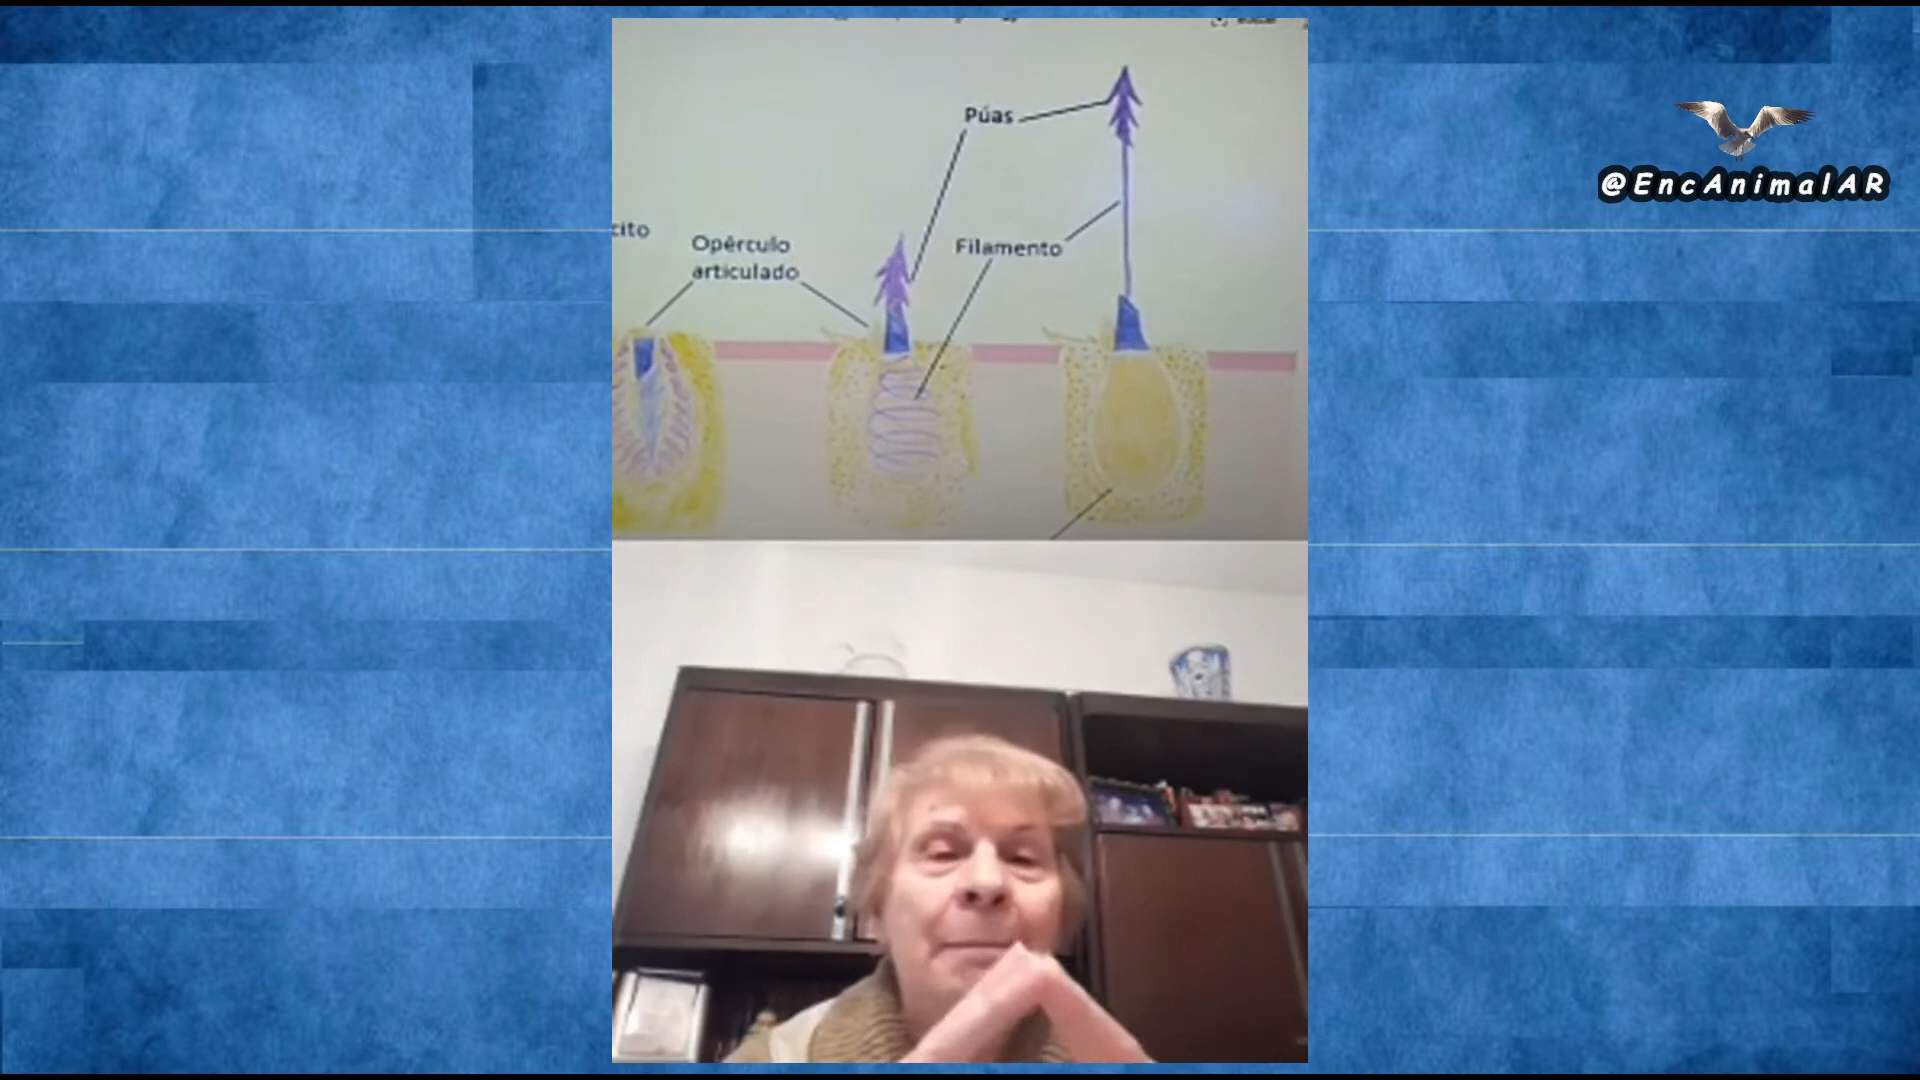 Púas
cito
Opérculo
articulado
Filamento
@EncAnimalAR